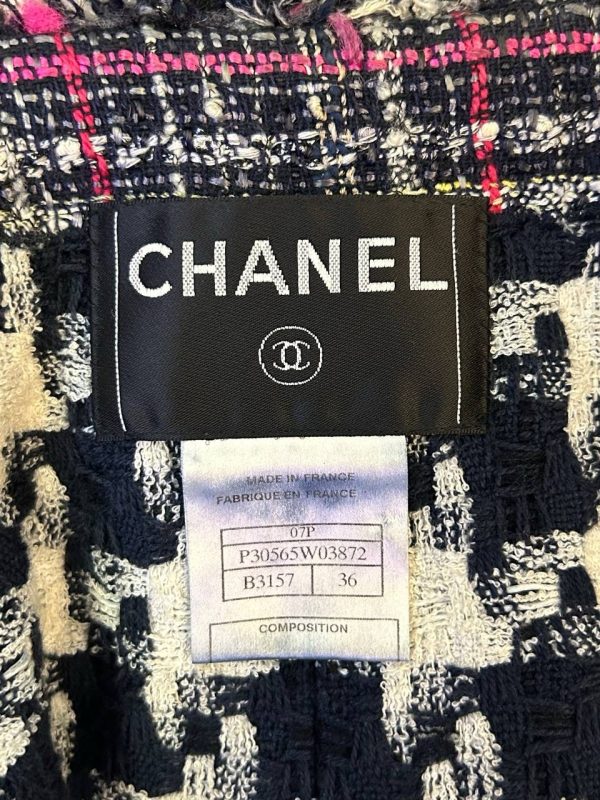 CHANEL
MADE IN FRANCE
FABRIQUE EN FRANCE
07P
P30565W03872
B3157 36
COMPOSITION